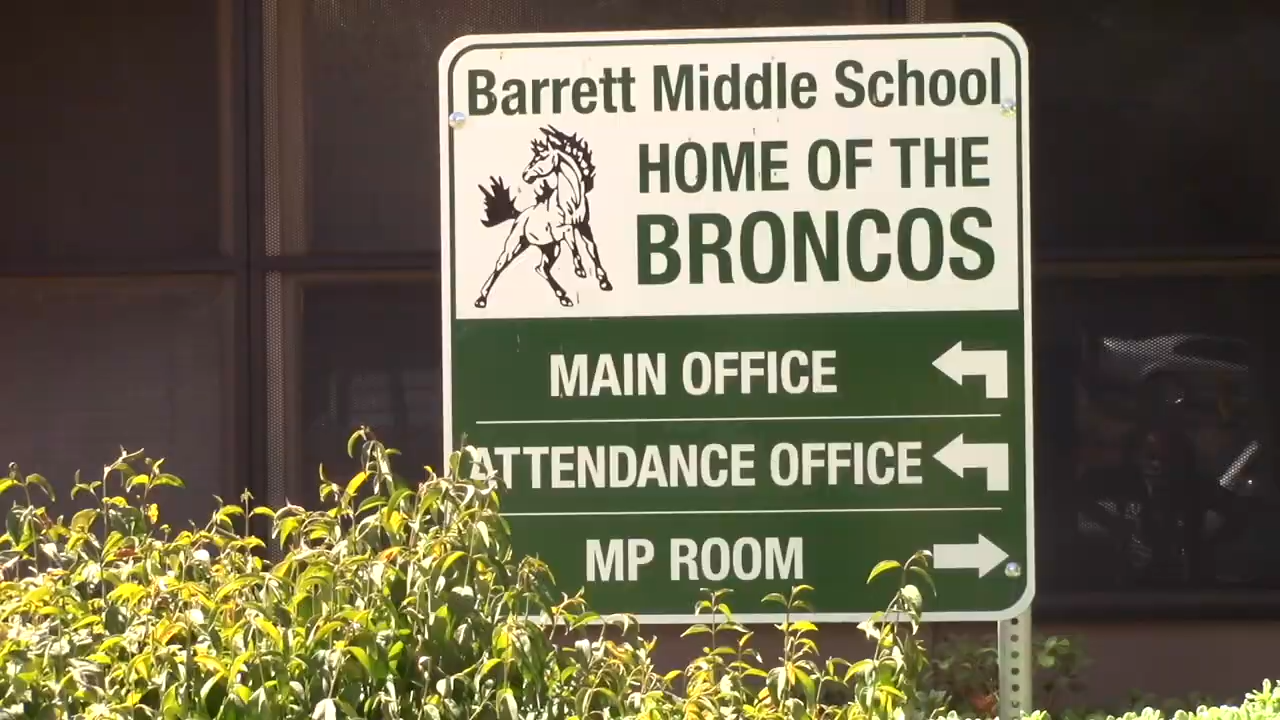 Barrett Middle School
HOME OF THE
BRONCOS
MAIN OFFICE
ATTENDANCE OFFICE
MP ROOM